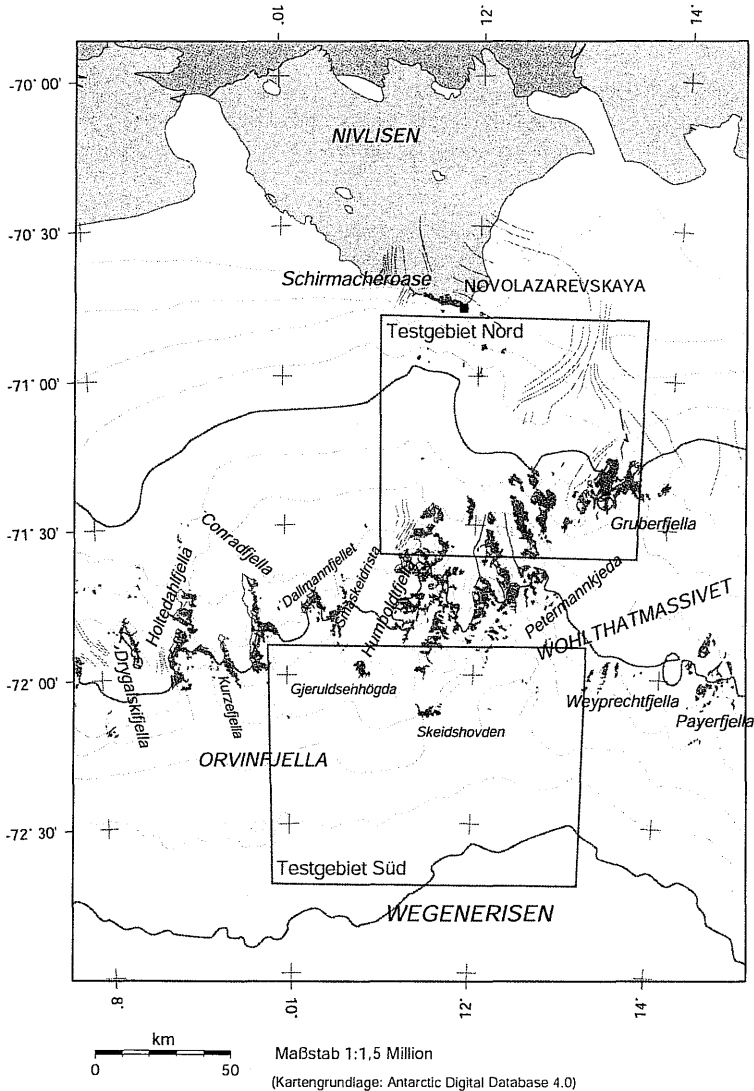 10°
12°
14°
-70° 00'
NIVLISEN
-70° 30'
Schirmacheroase
NOVOLAZAREVSKAYA
Testgebiet Nord
-71° 00'
-71° 30'
Gruberfjella
Conradfjella
Holtedahlfjella
Dallmannfjellet
Småskeidrista
Humboldtfjella
Petermannkjeda
WOHLTHATMASSIVET
Drygalskifjella
-72° 00'
Kurzefjella
Gjeruldsenhögda
Weyprechtfjella
Payerfjella
Skeidshovden
ORVINFJELLA
-72° 30'
Testgebiet Süd
WEGENERISEN
8°
10°
12°
14°
km
0
50
Maßstab 1:1,5 Million
(Kartengrundlage: Antarctic Digital Database 4.0)